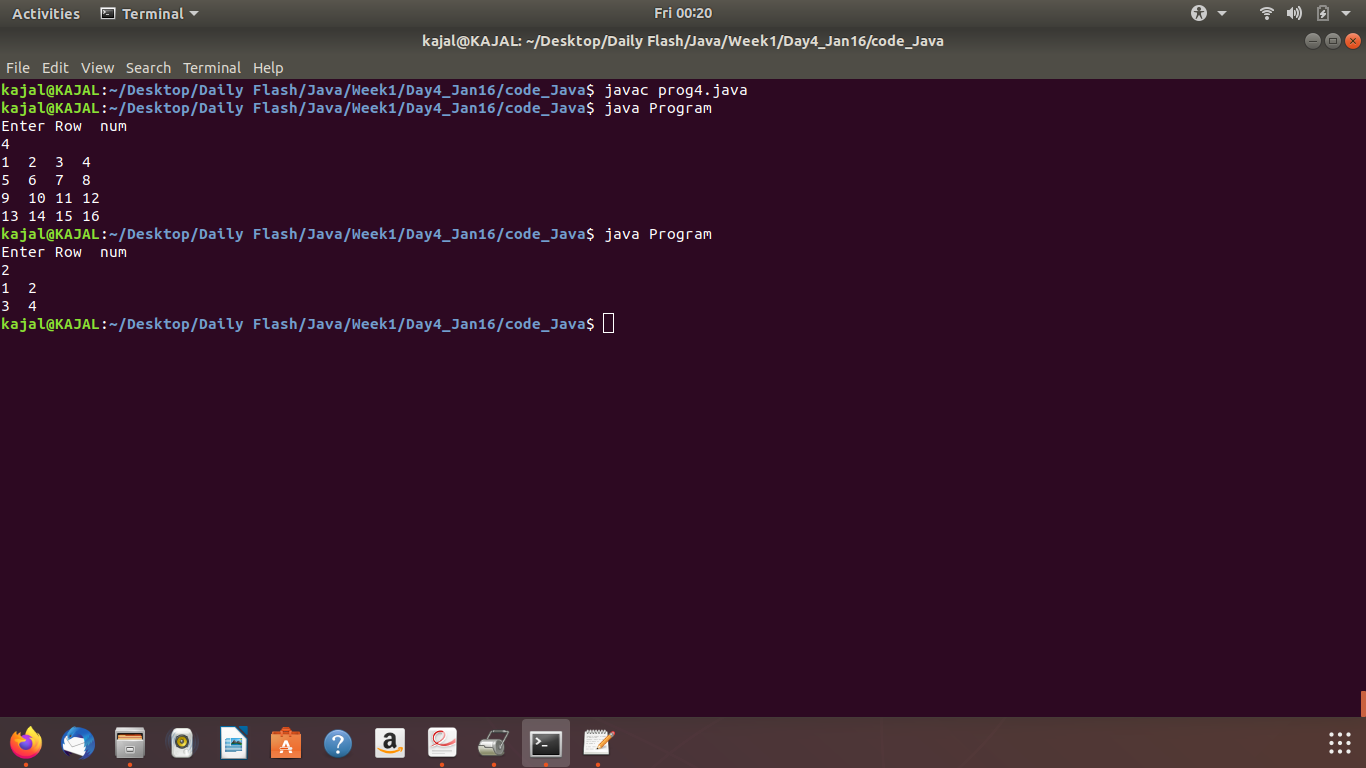 Activities Terminal Fri 00:20
kajal@KAJAL: ~/Desktop/Daily Flash/Java/Week1/Day4_Jan16/code_Java
File Edit View Search Terminal Help
kajal@KAJAL:~/Desktop/Daily Flash/Java/Week1/Day4_Jan16/code_Java$ javac prog4.java
kajal@KAJAL:~/Desktop/Daily Flash/Java/Week1/Day4_Jan16/code_Java$ java Program
Enter Row  num
4
1  2  3  4
5  6  7  8
9  10 11 12
13 14 15 16
kajal@KAJAL:~/Desktop/Daily Flash/Java/Week1/Day4_Jan16/code_Java$ java Program
Enter Row  num
2
1  2
3  4
kajal@KAJAL:~/Desktop/Daily Flash/Java/Week1/Day4_Jan16/code_Java$